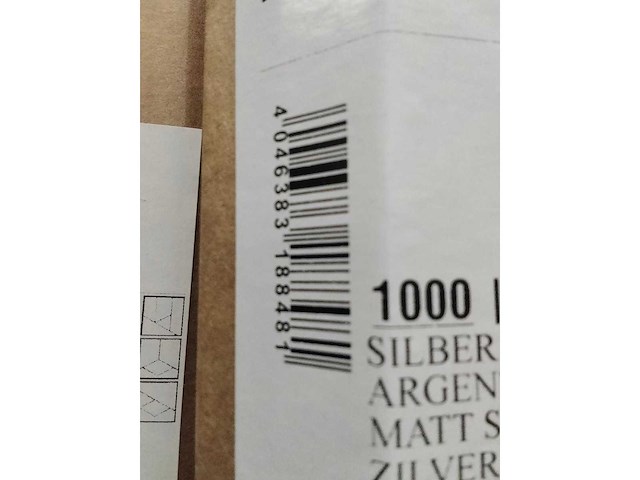 4 046383 188481
1000
SILBER
ARGEN
MATT S
ZILVER